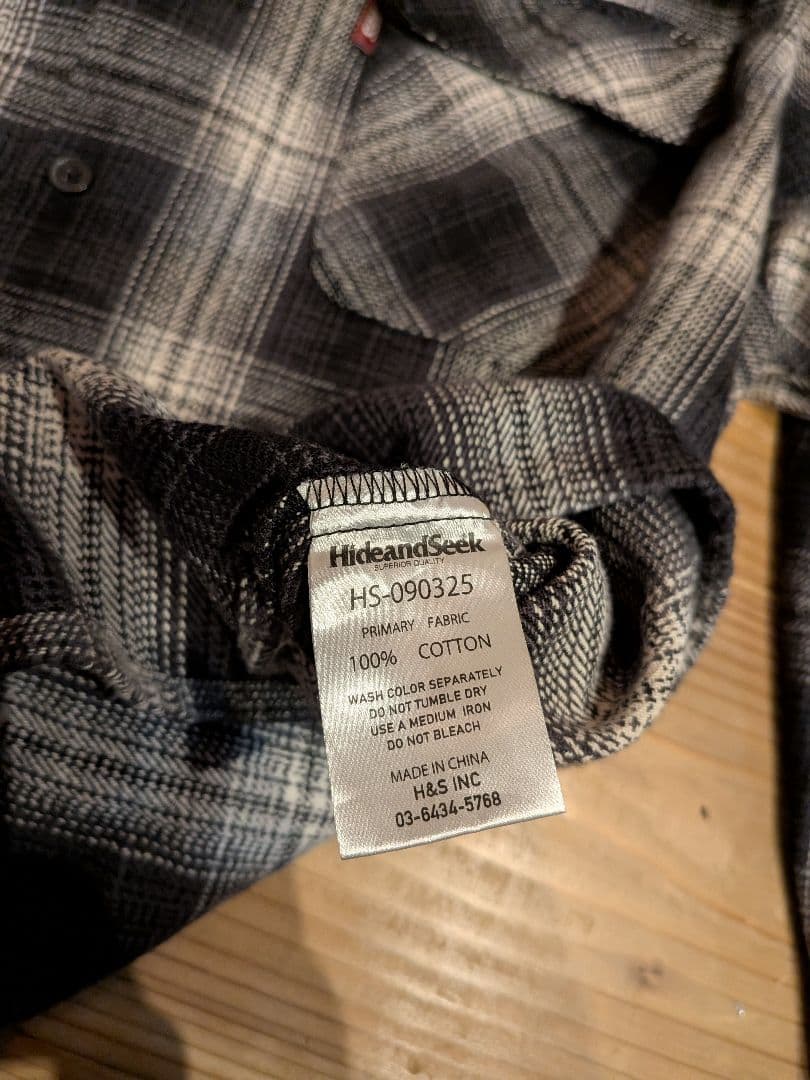 HideandSeek
SUPERIOR QUALITY
HS-090325
PRIMARY FABRIC
100% COTTON
WASH COLOR SEPARATELY
DO NOT TUMBLE DRY
USE A MEDIUM IRON
DO NOT BLEACH
MADE IN CHINA
H&S INC
03-6434-5768